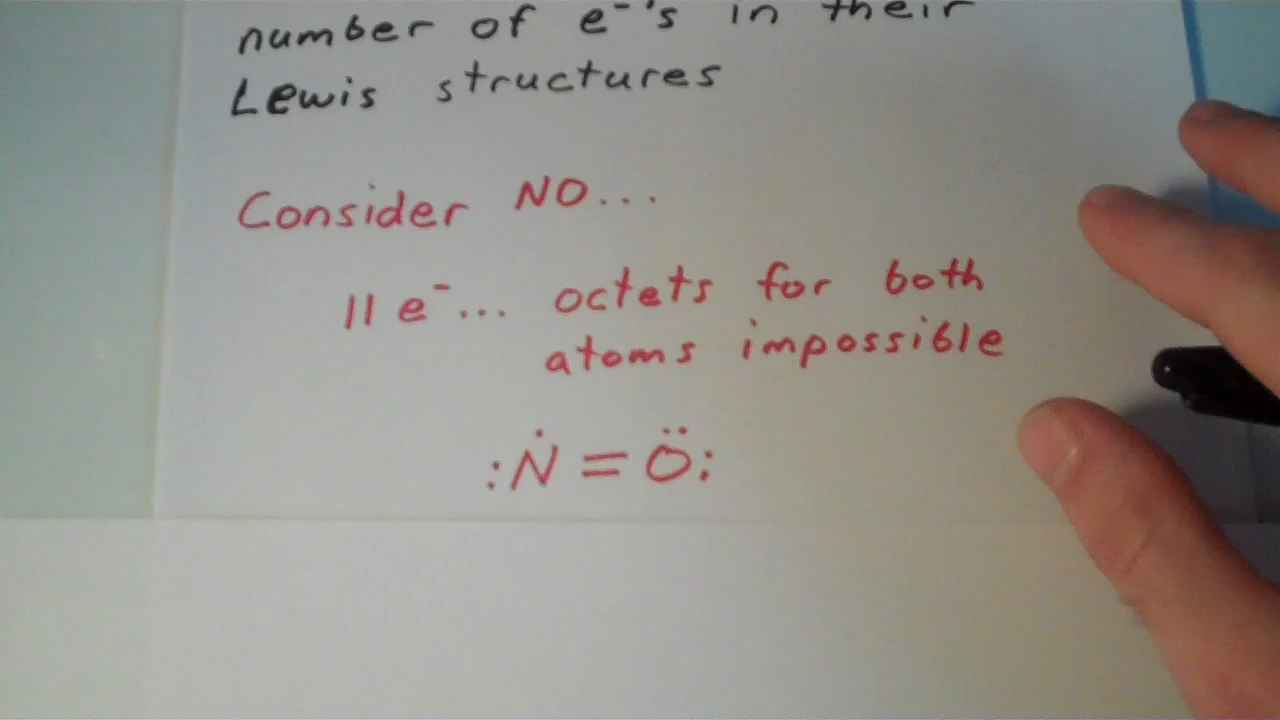 number of e⁻'s in their
Lewis structures
Consider NO...
11 e⁻... octets for both
atoms impossible
:Ṅ = Ö: